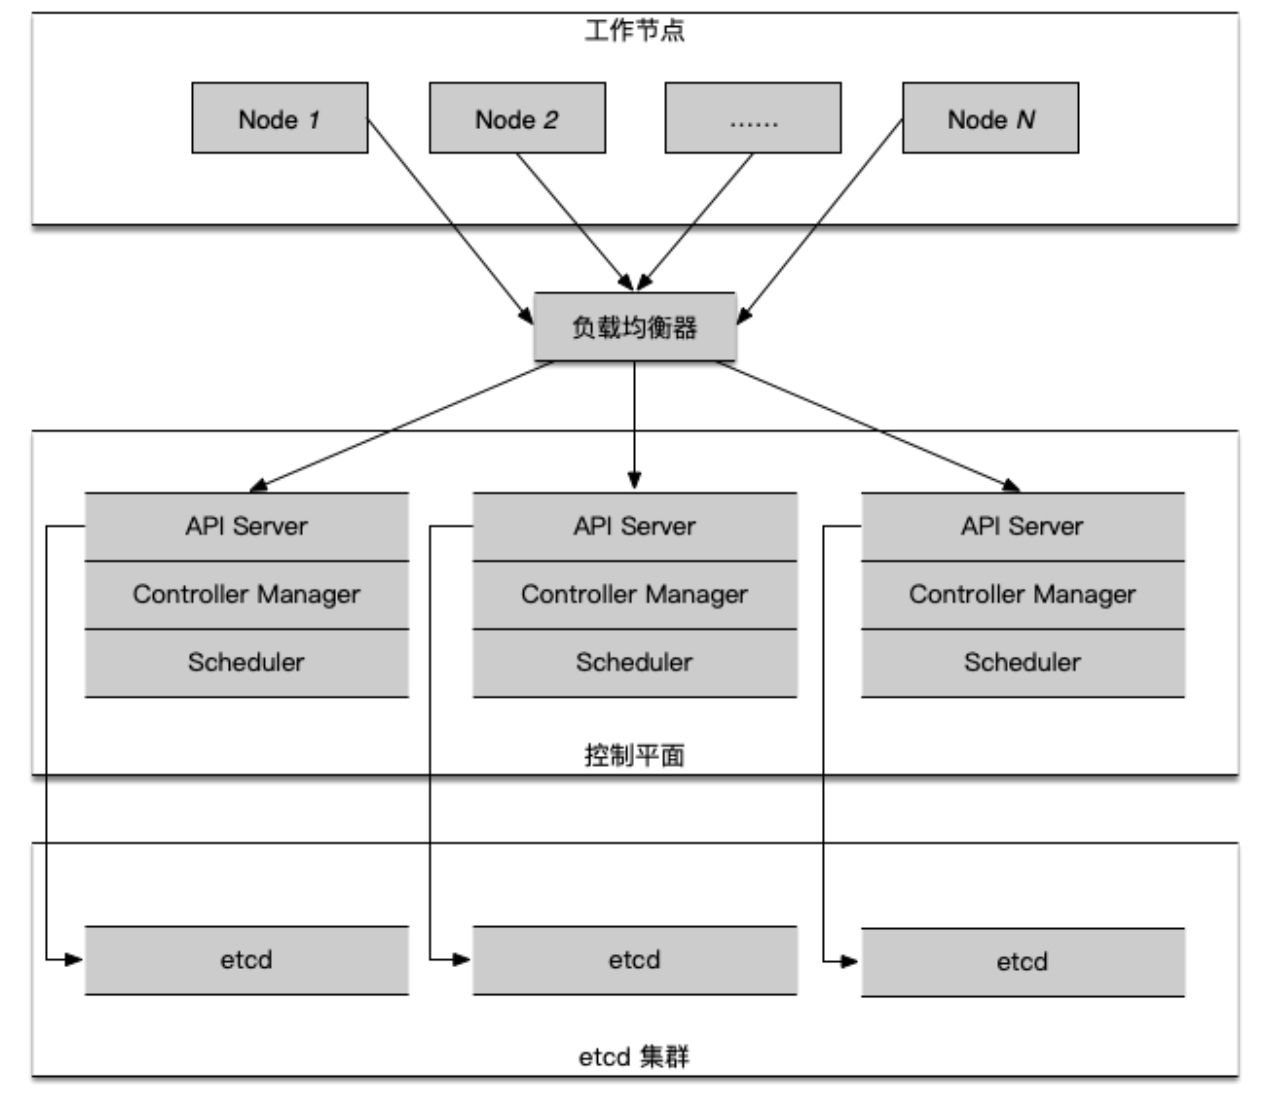 工作节点
Node 1
Node 2
……
Node N
负载均衡器
API Server
API Server
API Server
Controller Manager
Controller Manager
Controller Manager
Scheduler
Scheduler
Scheduler
控制平面
etcd
etcd
etcd
etcd 集群